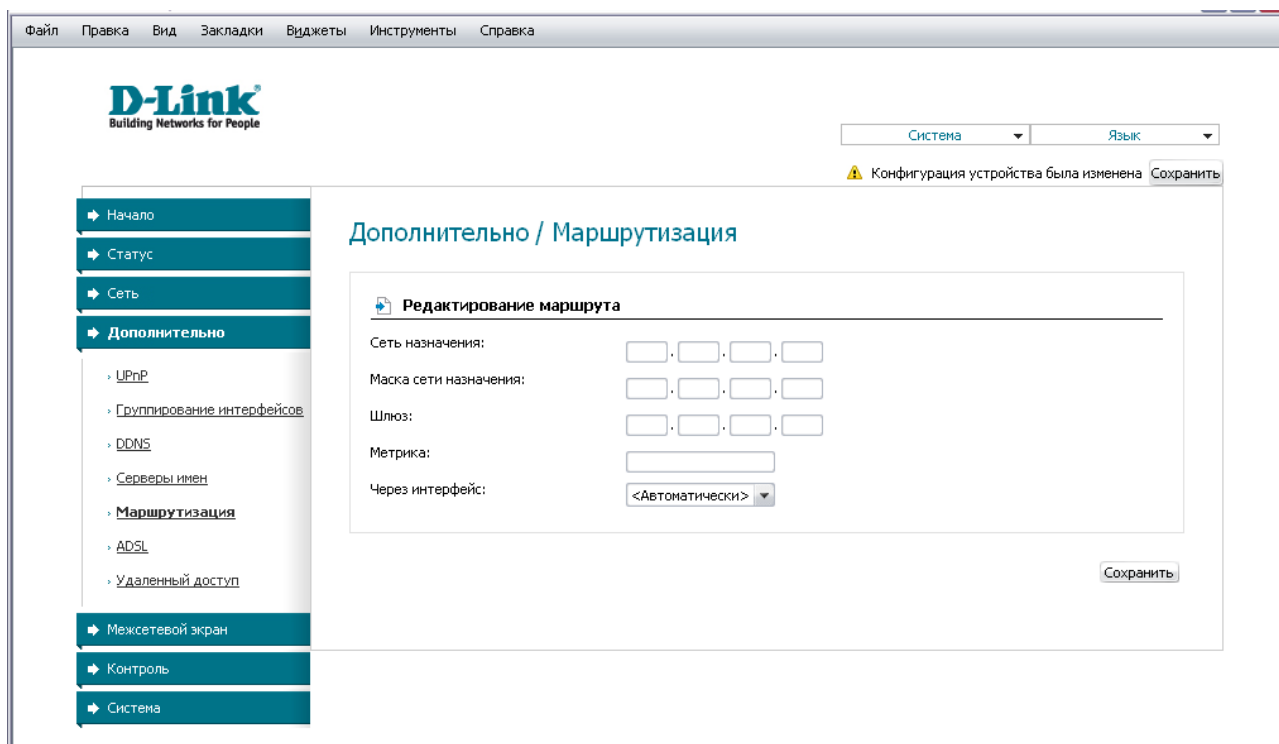 Файл Правка Вид Закладки Виджеты Инструменты Справка
D-Link
Building Networks for People
Система Язык
Конфигурация устройства была изменена Сохранить
Начало
Статус
Сеть
Дополнительно
UPnP
Группирование интерфейсов
DDNS
Серверы имен
Маршрутизация
ADSL
Удаленный доступ
Межсетевой экран
Контроль
Система
Дополнительно / Маршрутизация
Редактирование маршрута
Сеть назначения:
. . .
Маска сети назначения:
. . .
Шлюз:
. . .
Метрика:
Через интерфейс: <Автоматически>
Сохранить